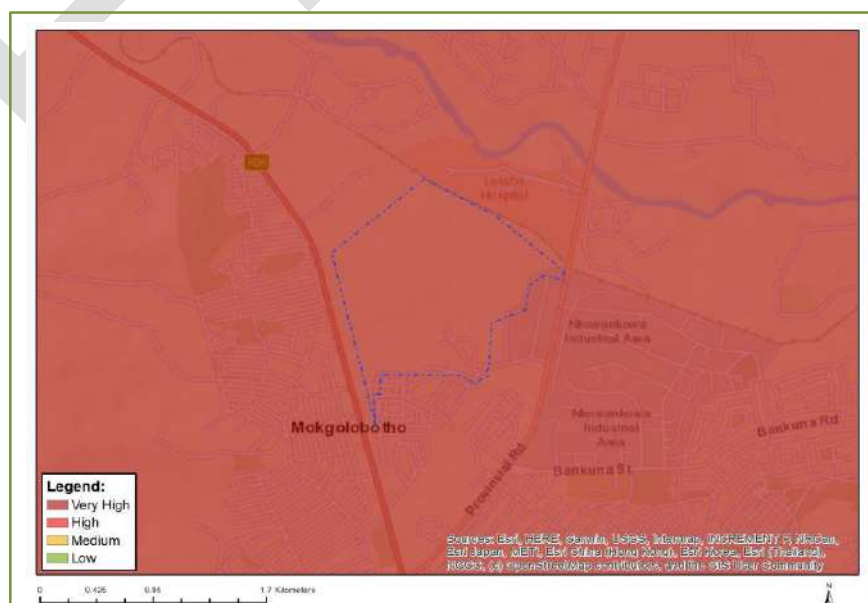 Letaba
Hospital
Nkowankowa
Industrial Area
Mokgolobotho
Nkowankowa
Industrial
Area
Bankuna Rd
Provincial Rd
Bankuna St.
Legend:
Very High
High
Medium
Low
Sources: Esri, HERE, Garmin, USGS, Intermap, INCREMENT P, NRCan,
Esri Japan, METI, Esri China (Hong Kong), Esri Korea, Esri (Thailand),
NGCC, (c) OpenStreetMap contributors, and the GIS User Community
0 0.425 0.85 1.7 Kilometers
N